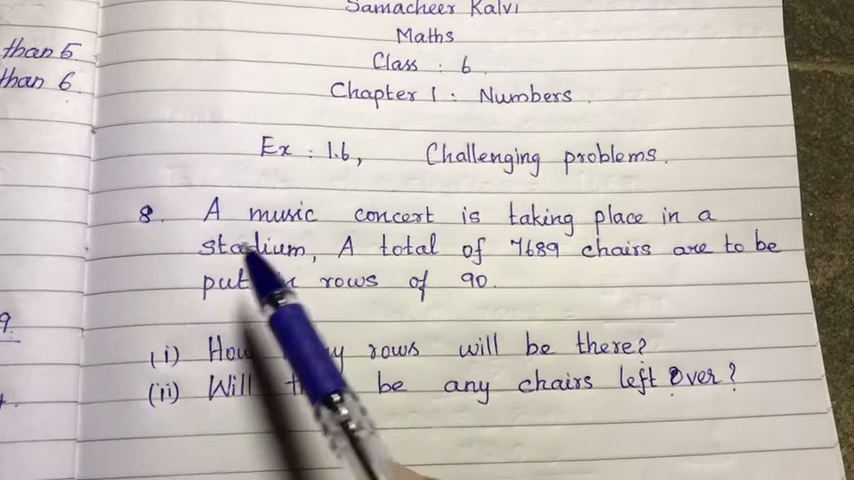 Samacheer Kalvi
than 5
Maths
than 6
Class : 6
Chapter 1 : Numbers
Ex : 1.6, Challenging problems.
8. A music concert is taking place in a
stadium, A total of 7689 chairs are to be
put rows of 90.
9.
(i) How rows will be there?
(ii) Will be any chairs left over?